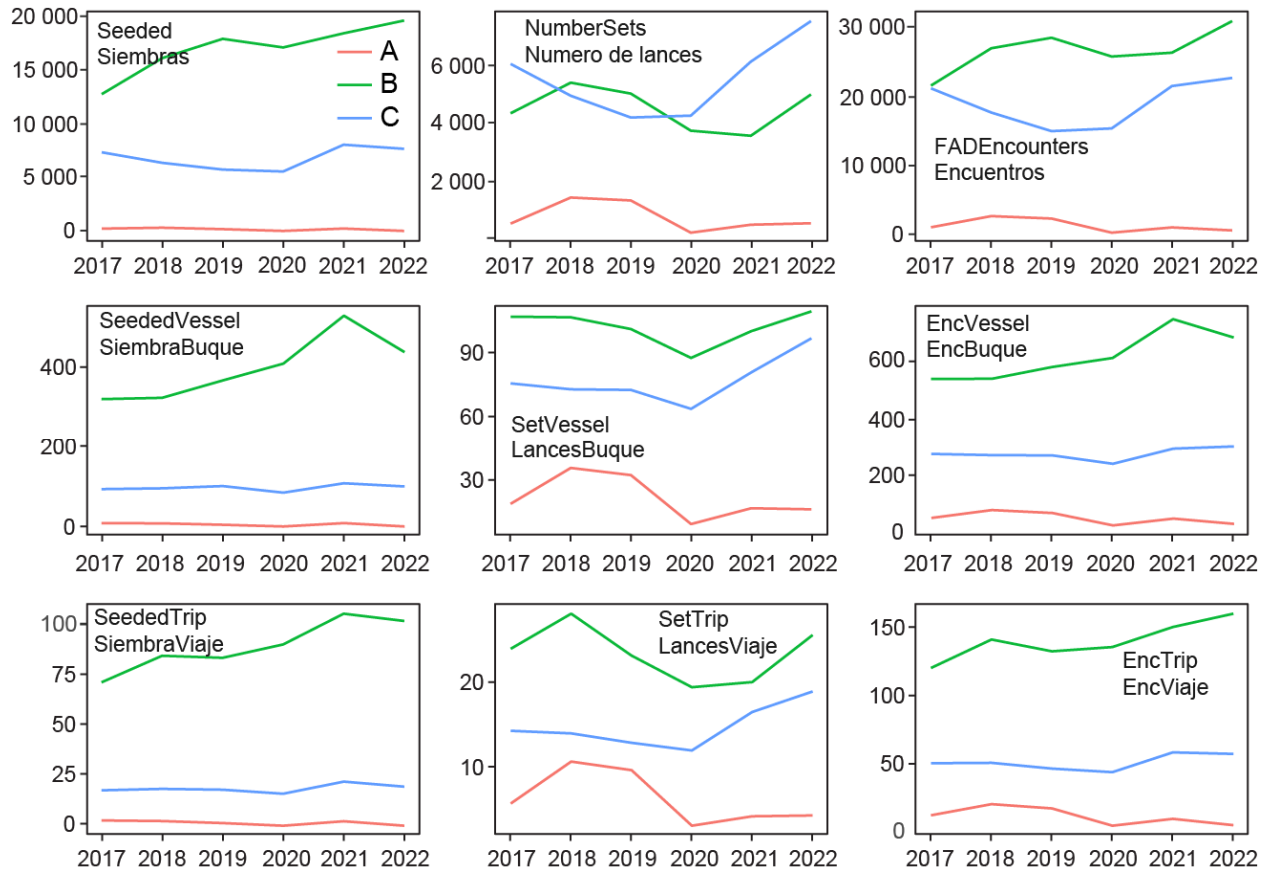 Seeded
Siembras
A
B
C
20 000
15 000
10 000
5 000
0
2017 2018 2019 2020 2021 2022
NumberSets
Numero de lances
6 000
4 000
2 000
2017 2018 2019 2020 2021 2022
30 000
20 000
10 000
0
FADEncounters
Encuentros
2017 2018 2019 2020 2021 2022
SeededVessel
SiembraBuque
400
200
0
2017 2018 2019 2020 2021 2022
90
60
30
SetVessel
LancesBuque
2017 2018 2019 2020 2021 2022
EncVessel
EncBuque
600
400
200
0
2017 2018 2019 2020 2021 2022
SeededTrip
SiembraViaje
100
75
50
25
0
2017 2018 2019 2020 2021 2022
SetTrip
LancesViaje
20
10
2017 2018 2019 2020 2021 2022
150
100
50
0
EncTrip
EncViaje
2017 2018 2019 2020 2021 2022